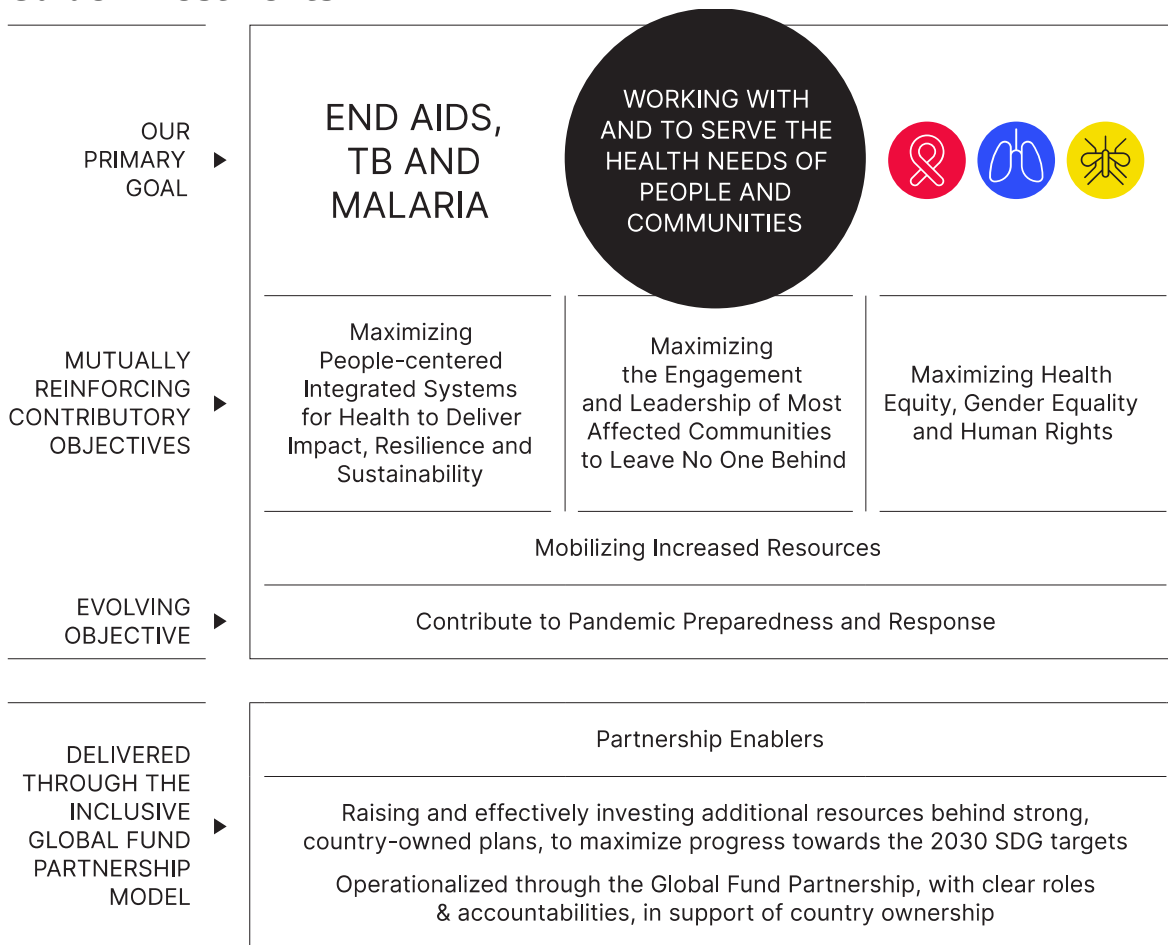 OUR
PRIMARY
GOAL
END AIDS,
TB AND
MALARIA
WORKING WITH
AND TO SERVE THE
HEALTH NEEDS OF
PEOPLE AND
COMMUNITIES
MUTUALLY
REINFORCING
CONTRIBUTORY
OBJECTIVES
Maximizing
People-centered
Integrated Systems
for Health to Deliver
Impact, Resilience and
Sustainability
Maximizing
the Engagement
and Leadership of Most
Affected Communities
to Leave No One Behind
Maximizing Health
Equity, Gender Equality
and Human Rights
Mobilizing Increased Resources
EVOLVING
OBJECTIVE
Contribute to Pandemic Preparedness and Response
DELIVERED
THROUGH THE
INCLUSIVE
GLOBAL FUND
PARTNERSHIP
MODEL
Partnership Enablers
Raising and effectively investing additional resources behind strong,
country-owned plans, to maximize progress towards the 2030 SDG targets
Operationalized through the Global Fund Partnership, with clear roles
& accountabilities, in support of country ownership